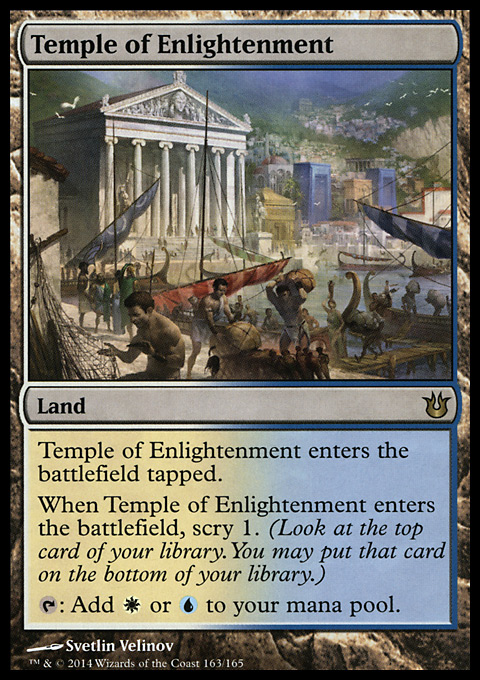 Temple of Enlightenment
Land
Temple of Enlightenment enters the
battlefield tapped.
When Temple of Enlightenment enters
the battlefield, scry 1. (Look at the top
card of your library. You may put that card
on the bottom of your library.)
: Add or to your mana pool.
Svetlin Velinov
™ & © 2014 Wizards of the Coast 163/165